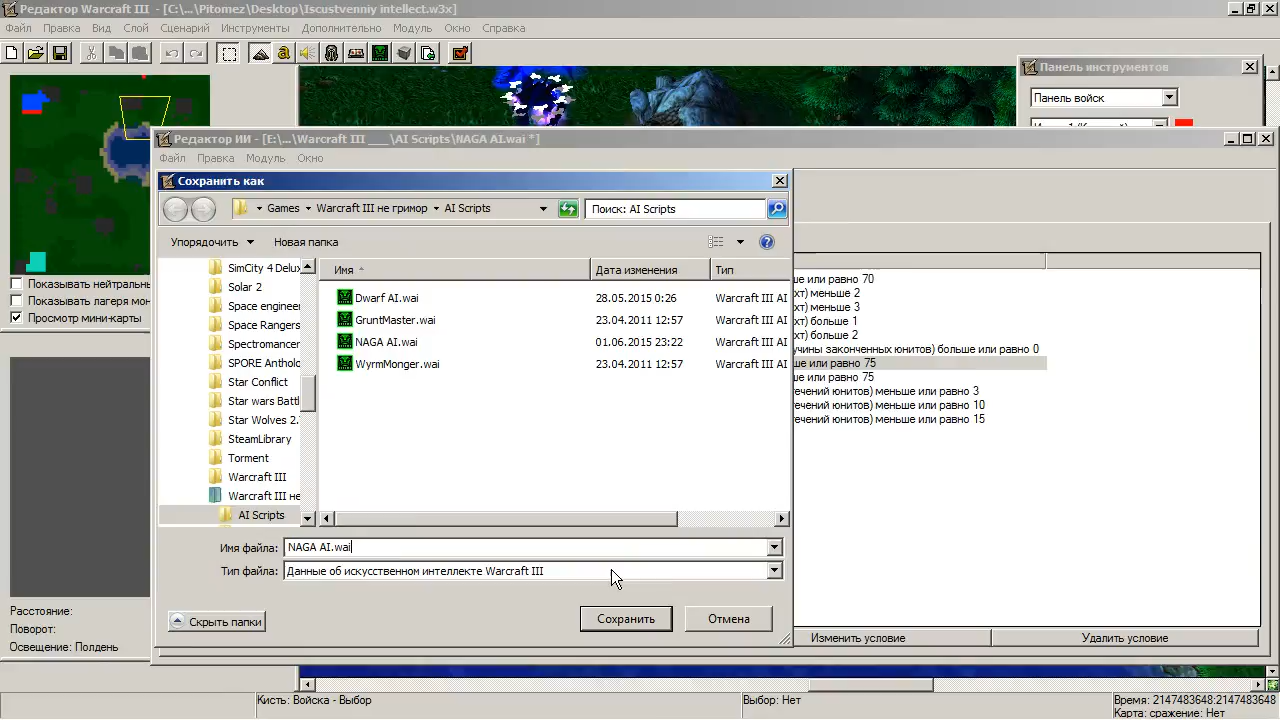 Редактор Warcraft III - [C:\...\Pitomez\Desktop\Iscustvenniy intellect.w3x]
Файл Правка Вид Слой Сценарий Инструменты Дополнительно Модуль Окно Справка
Панель инструментов
Панель войск
Редактор ИИ - [E:\...\Warcraft III ____\AI Scripts\NAGA AI.wai *]
Файл Правка Модуль Окно
Сохранить как
Games Warcraft III не гримор AI Scripts
Поиск: AI Scripts
Упорядочить Новая папка
Имя Дата изменения Тип
SimCity 4 Delux
Solar 2
Space engineer
Space Rangers
Spectromancer
SPORE Antholo
Star Conflict
Star wars Battl
Star Wolves 2.
SteamLibrary
Torment
Warcraft III
Warcraft III не
AI Scripts
Dwarf AI.wai 28.05.2015 0:26 Warcraft III AI
GruntMaster.wai 23.04.2011 12:57 Warcraft III AI
NAGA AI.wai 01.06.2015 23:22 Warcraft III AI
WyrmMonger.wai 23.04.2011 12:57 Warcraft III AI
Имя файла: NAGA AI.wai
Тип файла: Данные об искусственном интеллекте Warcraft III
Скрыть папки Сохранить Отмена
ше или равно 70
хт) меньше 2
хт) меньше 3
хт) больше 1
хт) больше 2
учины законченных юнитов) больше или равно 0
ше или равно 75
ше или равно 75
гечений юнитов) меньше или равно 3
гечений юнитов) меньше или равно 10
гечений юнитов) меньше или равно 15
Изменить условие Удалить условие
Показывать нейтральн
Показывать лагеря мон
Просмотр мини-карты
Расстояние:
Поворот:
Освещение: Полдень
Кисть: Войска - Выбор
Выбор: Нет
Время: 2147483648:2147483648
Карта: сражение: Нет